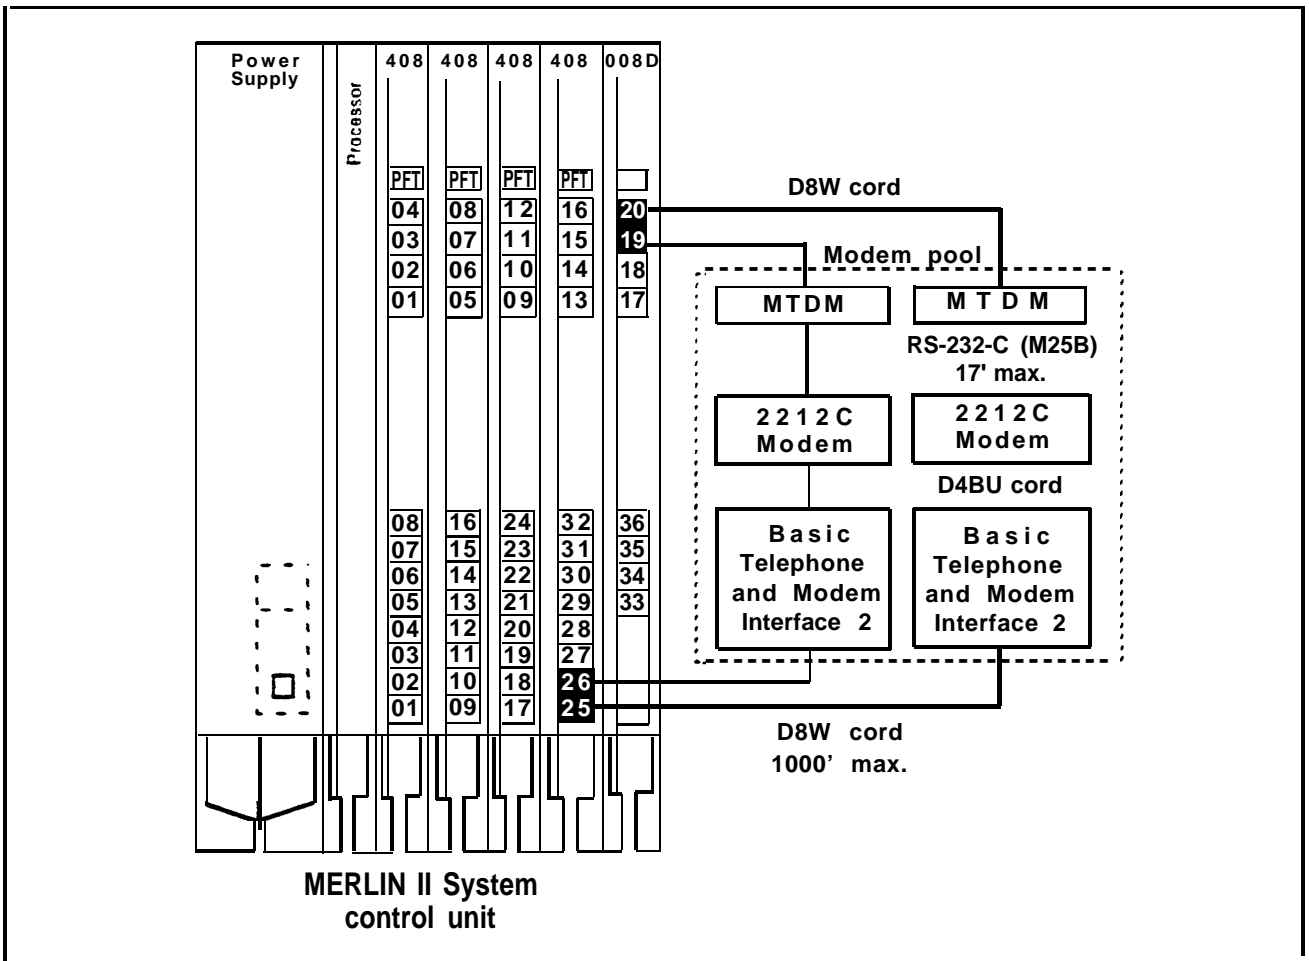 Power
Supply
Processor
408 408 408 408 008D
PFT PFT PFT PFT
04 08 12 16 20
03 07 11 15 19
02 06 10 14 18
01 05 09 13 17
08 16 24 32 36
07 15 23 31 35
06 14 22 30 34
05 13 21 29 33
04 12 20 28
03 11 19 27
02 10 18 26
01 09 17 25
D8W cord
Modem pool
MTDM
MTDM
RS-232-C (M25B)
17' max.
2212C
Modem
2212C
Modem
D4BU cord
Basic
Telephone
and Modem
Interface 2
Basic
Telephone
and Modem
Interface 2
D8W cord
1000’ max.
MERLIN II System
control unit